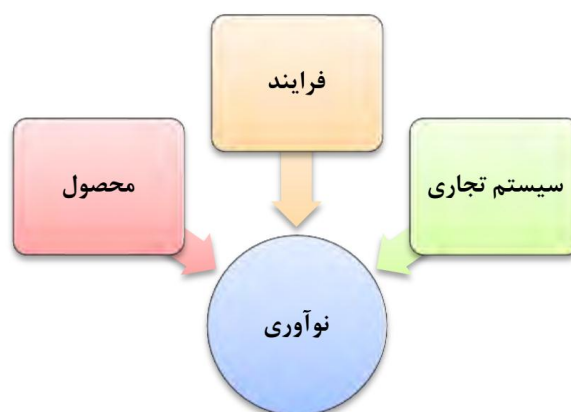 فرایند
سیستم تجاری
محصول
نوآوری